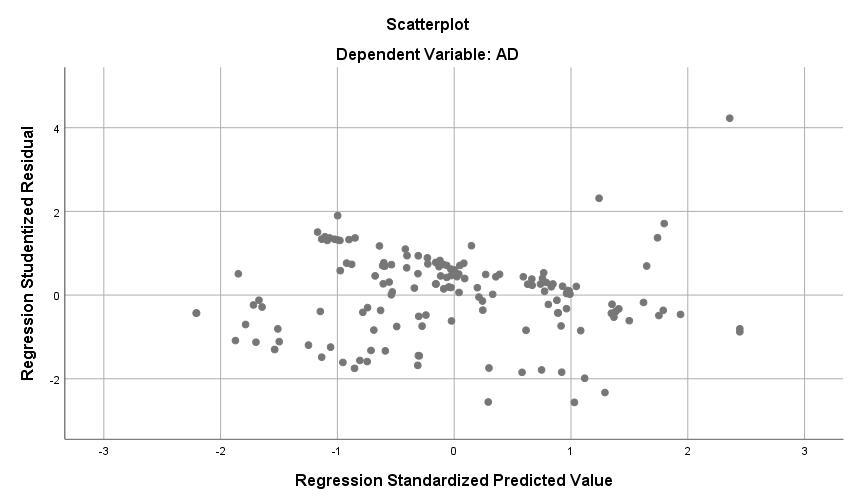 Scatterplot
Dependent Variable: AD
Regression Studentized Residual
4
2
0
-2
-3
-2
-1
0
1
2
3
Regression Standardized Predicted Value